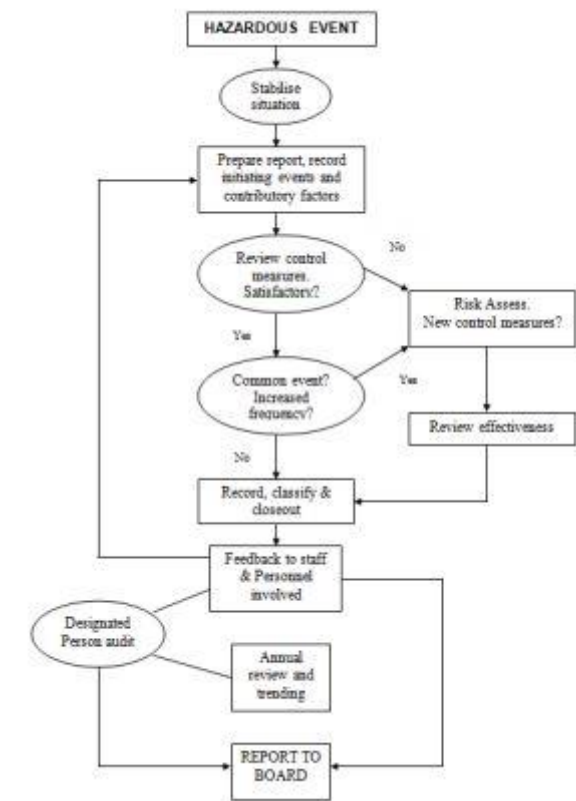 HAZARDOUS EVENT
Stabilise
situation
Prepare report, record
initiating events and
contributory factors
No
Review control
measures.
Satisfactory?
Risk Assess.
New control measures?
Yes
Yes
Common event?
Increased
frequency?
Review effectiveness
No
Record, classify &
closeout
Feedback to staff
& Personnel
involved
Designated
Person audit
Annual
review and
trending
REPORT TO
BOARD